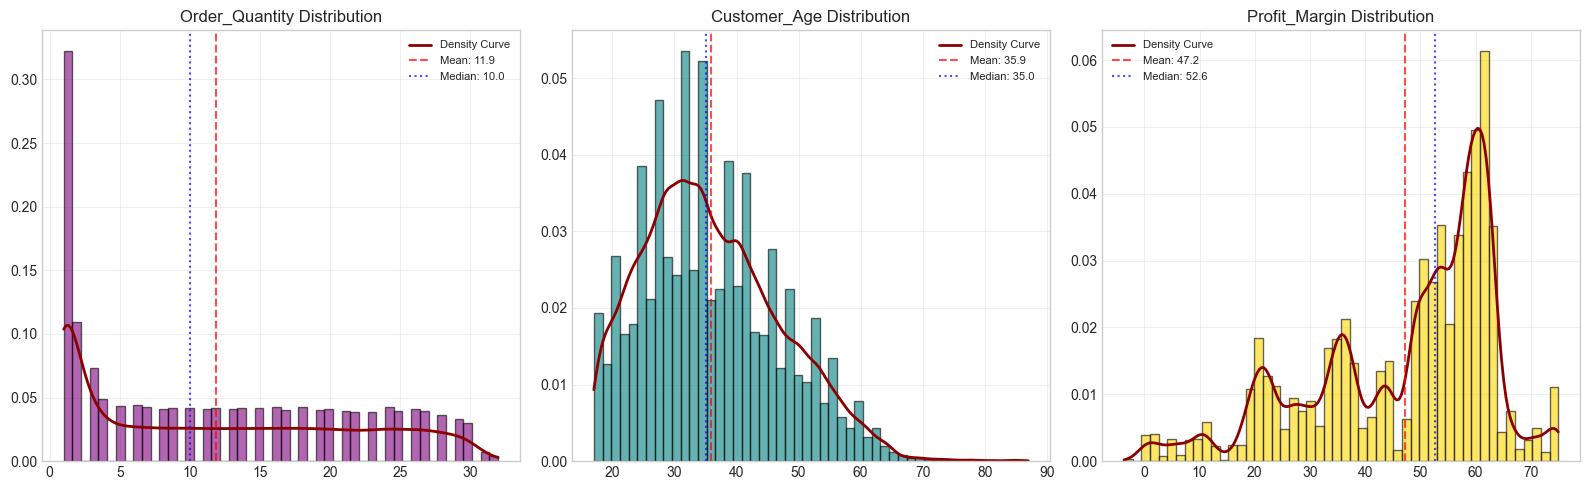 Order_Quantity Distribution
Density Curve
Mean: 11.9
Median: 10.0
0.30
0.25
0.20
0.15
0.10
0.05
0.00
0 5 10 15 20 25 30
Customer_Age Distribution
Density Curve
Mean: 35.9
Median: 35.0
0.05
0.04
0.03
0.02
0.01
0.00
20 30 40 50 60 70 80 90
Profit_Margin Distribution
Density Curve
Mean: 47.2
Median: 52.6
0.06
0.05
0.04
0.03
0.02
0.01
0.00
0 10 20 30 40 50 60 70